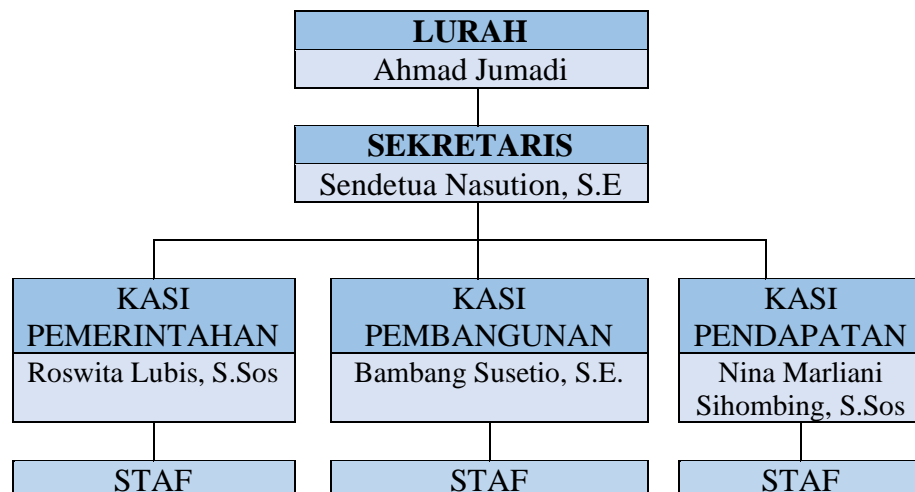 LURAH
Ahmad Jumadi
SEKRETARIS
Sendetua Nasution, S.E
KASI
PEMERINTAHAN
Roswita Lubis, S.Sos
KASI
PEMBANGUNAN
Bambang Susetio, S.E.
KASI
PENDAPATAN
Nina Marliani
Sihombing, S.Sos
STAF
STAF
STAF